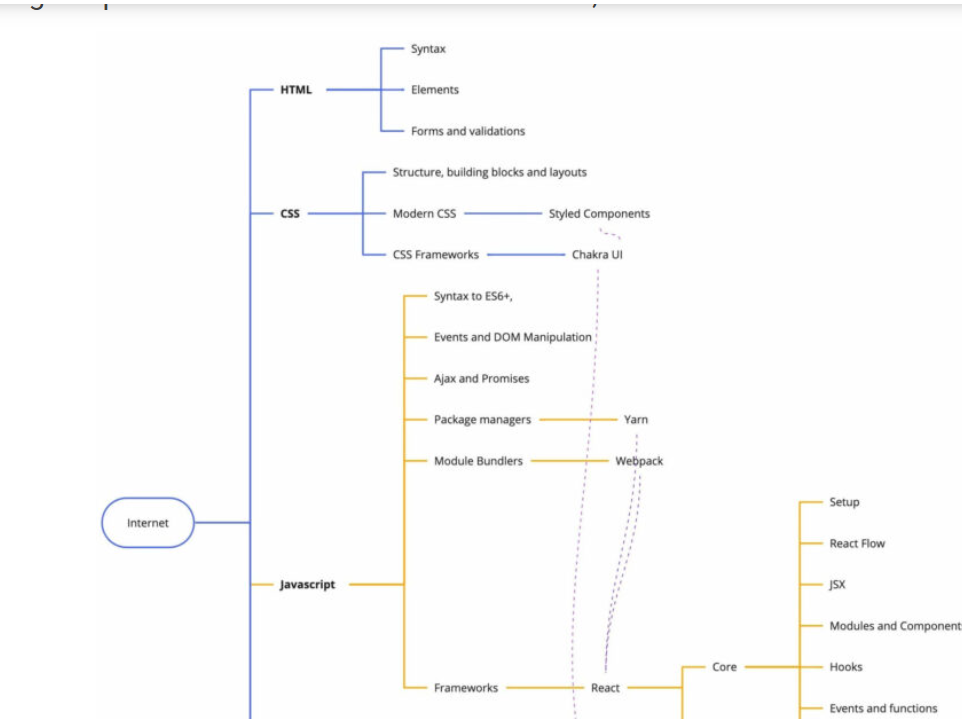 Syntax
HTML
Elements
Forms and validations
Structure, building blocks and layouts
CSS
Modern CSS
Styled Components
CSS Frameworks
Chakra UI
Syntax to ES6+,
Events and DOM Manipulation
Ajax and Promises
Package managers
Yarn
Module Bundlers
Webpack
Setup
Internet
React Flow
Javascript
JSX
Modules and Component
Core
Hooks
Frameworks
React
Events and functions